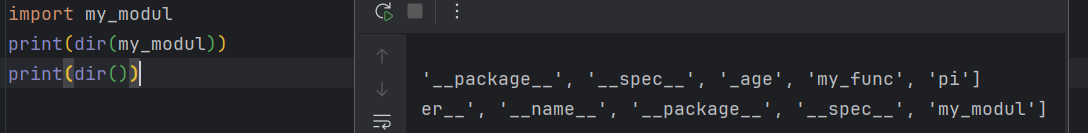 import my_modul
print(dir(my_modul))
print(dir())
'__package__', '__spec__', '_age', 'my_func', 'pi']
er__', '__name__', '__package__', '__spec__', 'my_modul']